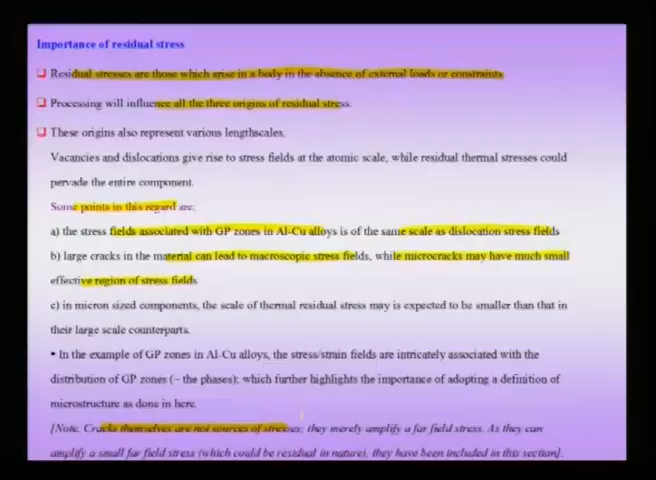 Importance of residual stress
❑ Residual stresses are those which arise in a body in the absence of external loads or constraints
❑ Processing will influence all the three origins of residual stress.
❑ These origins also represent various lengthscales.
Vacancies and dislocations give rise to stress fields at the atomic scale, while residual thermal stresses could
pervade the entire component.
Some points in this regard are:
a) the stress fields associated with GP zones in Al-Cu alloys is of the same scale as dislocation stress fields
b) large cracks in the material can lead to macroscopic stress fields, while microcracks may have much small
effective region of stress fields
c) in micron sized components, the scale of thermal residual stress may is expected to be smaller than that in
their large scale counterparts.
▪ In the example of GP zones in Al-Cu alloys, the stress/strain fields are intricately associated with the
distribution of GP zones (~ the phases); which further highlights the importance of adopting a definition of
microstructure as done in here.
[Note: Cracks themselves are not sources of stresses; they merely amplify a far field stress. As they can
amplify a small far field stress (which could be residual in nature), they have been included in this section].